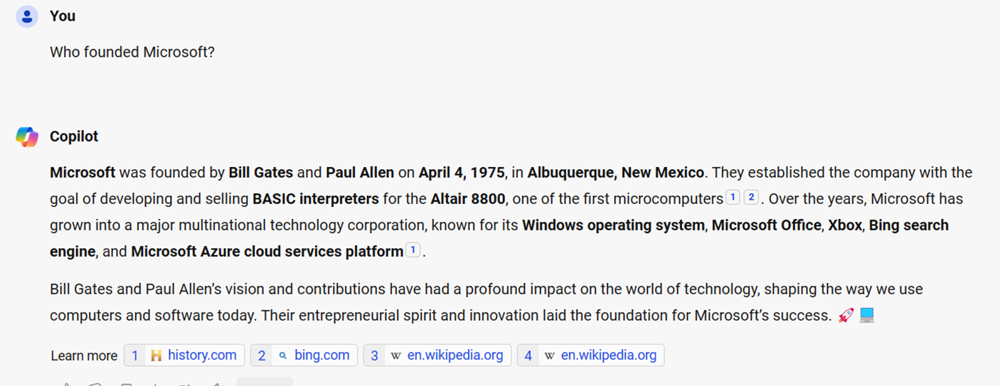 You
Who founded Microsoft?
Copilot
Microsoft was founded by Bill Gates and Paul Allen on April 4, 1975, in Albuquerque, New Mexico. They established the company with the
goal of developing and selling BASIC interpreters for the Altair 8800, one of the first microcomputers 1 2 . Over the years, Microsoft has
grown into a major multinational technology corporation, known for its Windows operating system, Microsoft Office, Xbox, Bing search
engine, and Microsoft Azure cloud services platform 1 .
Bill Gates and Paul Allen’s vision and contributions have had a profound impact on the world of technology, shaping the way we use
computers and software today. Their entrepreneurial spirit and innovation laid the foundation for Microsoft’s success. 🚀 💻
Learn more 1 H history.com 2 bing.com 3 W en.wikipedia.org 4 W en.wikipedia.org